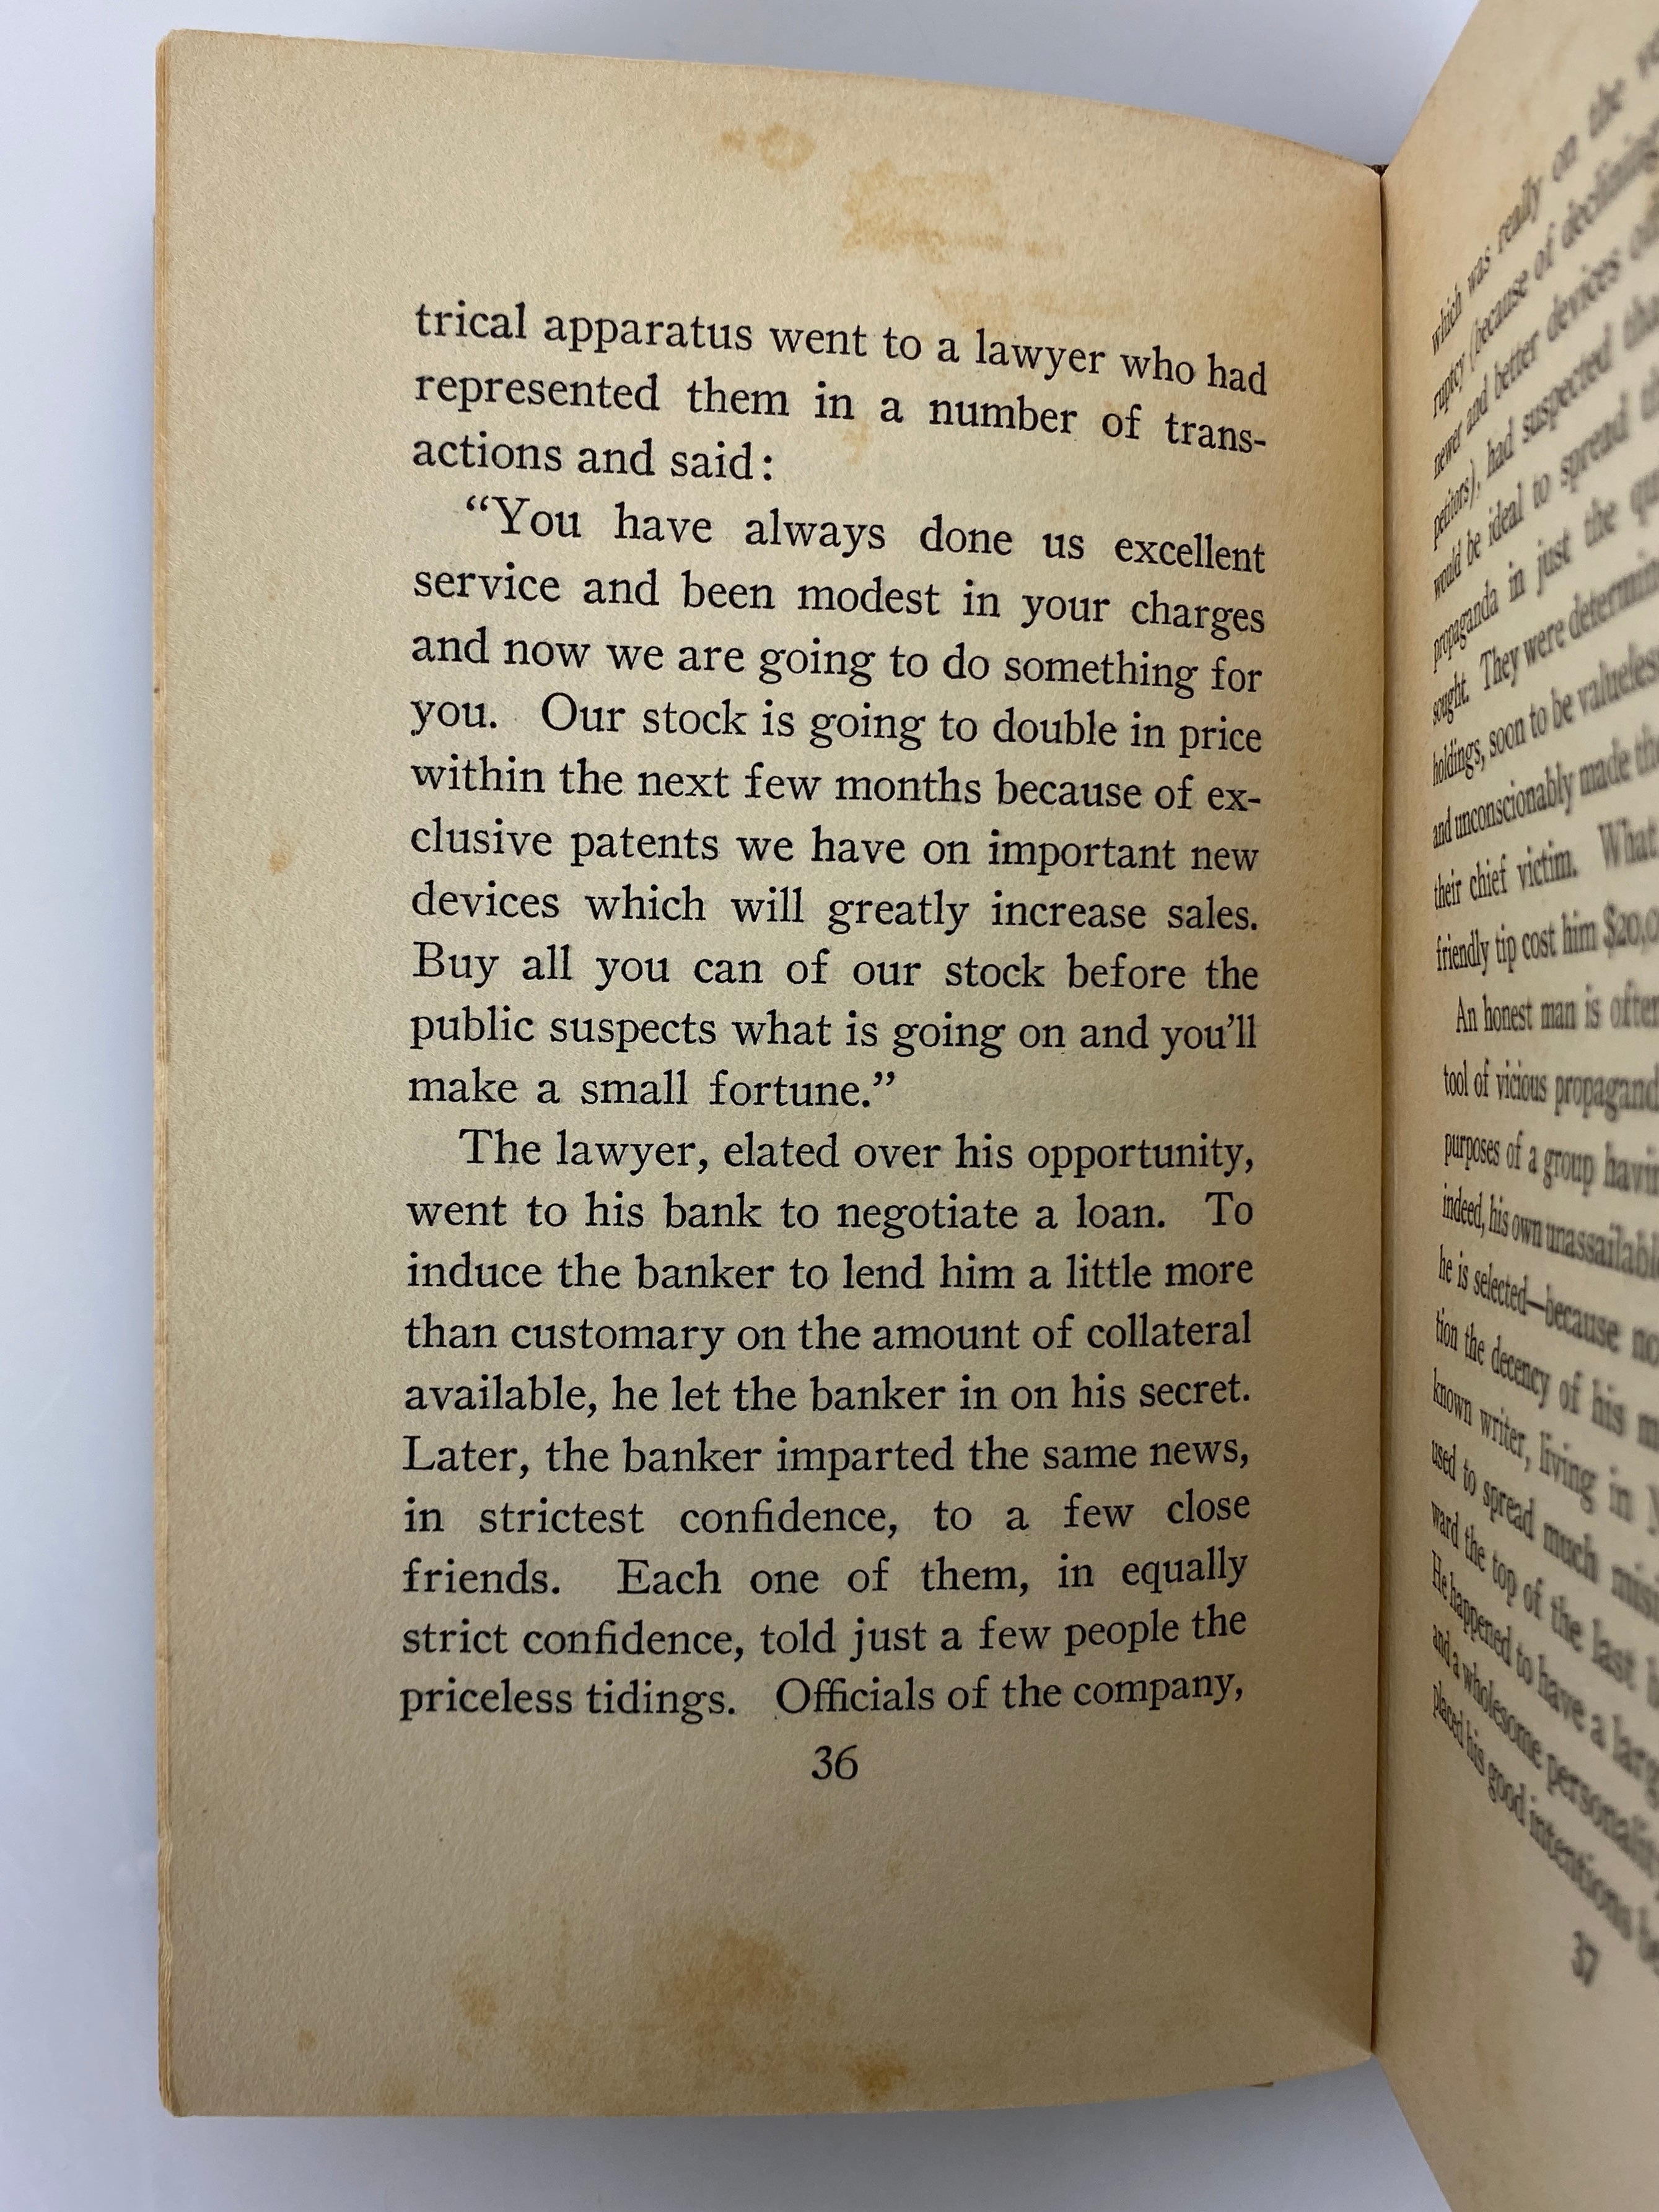 trical apparatus went to a lawyer who had
represented them in a number of trans-
actions and said:
“You have always done us excellent
service and been modest in your charges
and now we are going to do something for
you. Our stock is going to double in price
within the next few months because of ex-
clusive patents we have on important new
devices which will greatly increase sales.
Buy all you can of our stock before the
public suspects what is going on and you’ll
make a small fortune.”
The lawyer, elated over his opportunity,
went to his bank to negotiate a loan. To
induce the banker to lend him a little more
than customary on the amount of collateral
available, he let the banker in on his secret.
Later, the banker imparted the same news,
in strictest confidence, to a few close
friends. Each one of them, in equally
strict confidence, told just a few people the
priceless tidings. Officials of the company,
36
which was really on the
ruptcy (because of declining
newer and better devices
petitors), had suspected
would be ideal to spread
propaganda in just the
sought. They were
holdings, soon to be
and unconscionably made
their chief victim. What
friendly tip cost him
An honest man is
tool of vicious
purposes of a group
indeed, his own
he is selected—because
tion the decency of his
known writer, living in
used to spread much
ward the top of the last
He happened to have a
and a wholesome
placed his good intentions
37